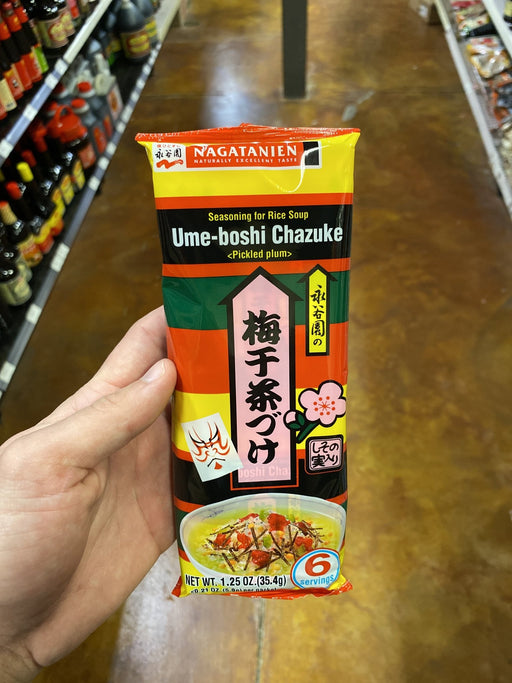 永谷園
NAGATANIEN
NATURALLY EXCELLENT TASTE
Seasoning for Rice Soup
Ume-boshi Chazuke
<Pickled plum>
永谷園の
梅干茶づけ
しその
実入り
boshi Cha
NET WT. 1.25 OZ.(35.4g)
6
servings